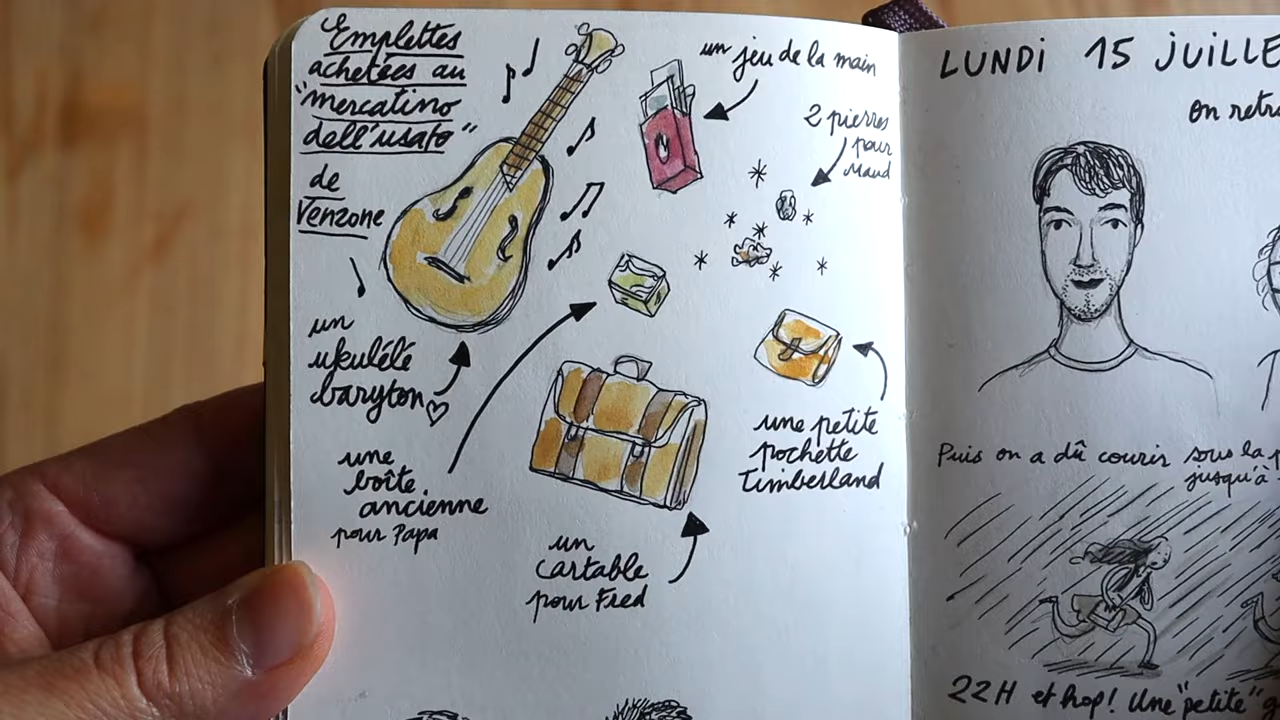 Emplettes
achetées au
"mercatino
dell'usato"
de
Venzone
un jeu de la main
2 pierres
pour
Maud
un
ukulélé
baryton
une
boîte
ancienne
pour Papa
un
cartable
pour Fred
une petite
pochette
Timberland
LUNDI 15 JUILLE
on retr
Puis on a dû courir sous la p
jusqu'à
22H et hop! Une "petite" g